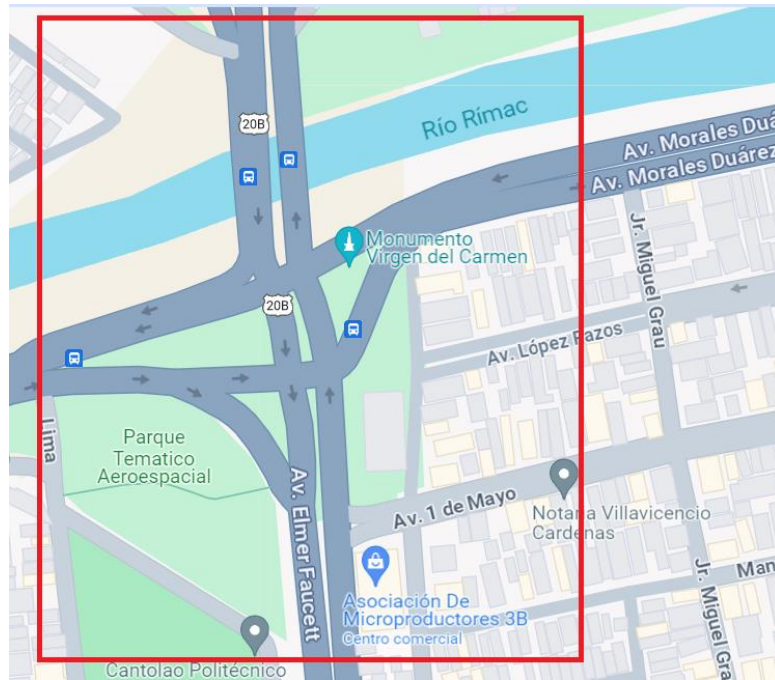 20B
Río Rímac
Av. Morales Duá
Av. Morales Duárez
Monumento
Virgen del Carmen
Jr. Miguel Grau
20B
Av. López Pazos
Lima
Parque
Tematico
Aeroespacial
Av. Elmer Faucett
Av. 1 de Mayo
Notaria Villavicencio
Cardenas
Jr. Miguel Gra
Man
Asociación De
Microproductores 3B
Centro comercial
Cantolao Politécnico